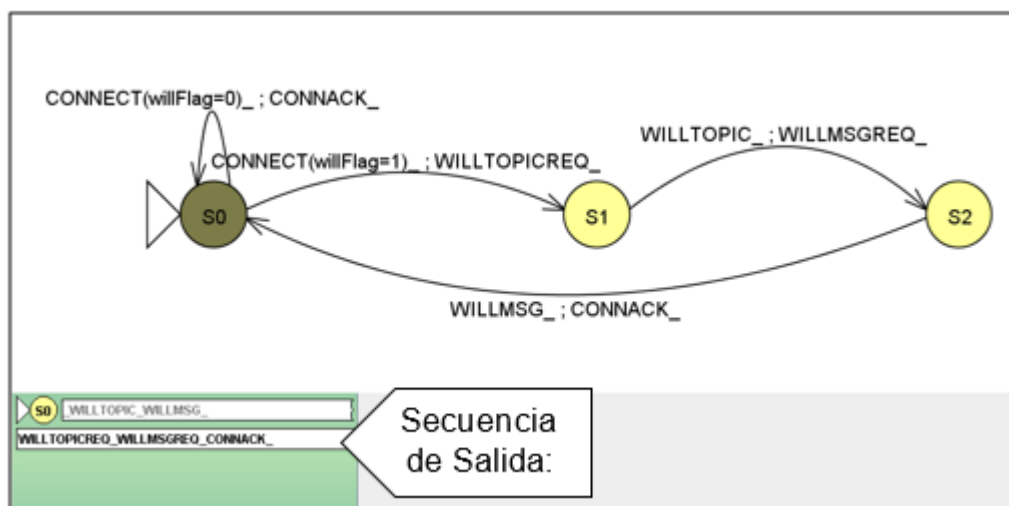 CONNECT(willFlag=0)_ ; CONNACK_
WILLTOPIC_ ; WILLMSGREQ_
CONNECT(willFlag=1)_ ; WILLTOPICREQ_
S0
S1
S2
WILLMSG_ ; CONNACK_
S0
_WILLTOPIC_WILLMSG_
WILLTOPICREQ_WILLMSGREQ_CONNACK_
Secuencia
de Salida: